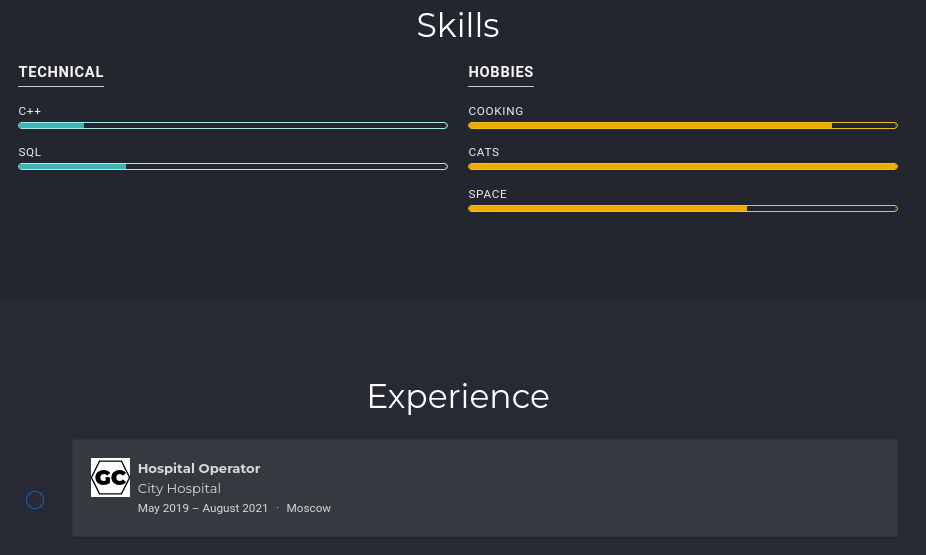 Skills
TECHNICAL
C++
SQL
HOBBIES
COOKING
CATS
SPACE
Experience
GC
Hospital Operator
City Hospital
May 2019 – August 2021 · Moscow